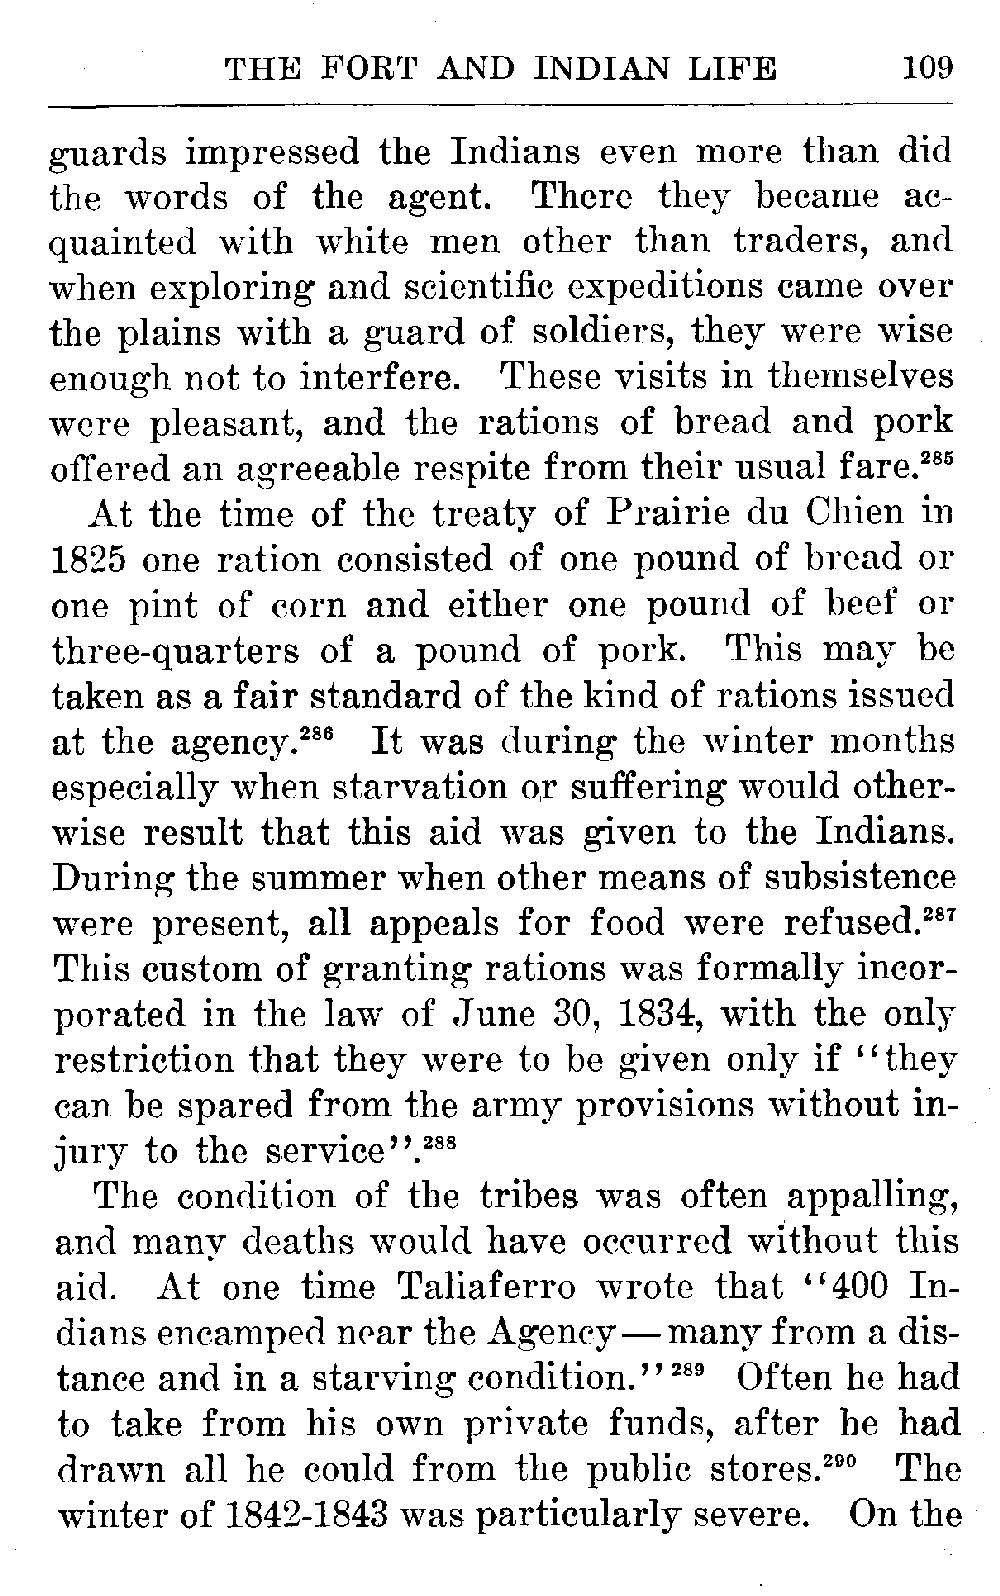 THE FORT AND INDIAN LIFE 109
guards impressed the Indians even more than did
the words of the agent. There they became ac-
quainted with white men other than traders, and
when exploring and scientific expeditions came over
the plains with a guard of soldiers, they were wise
enough not to interfere. These visits in themselves
were pleasant, and the rations of bread and pork
offered an agreeable respite from their usual fare.²⁸⁵
At the time of the treaty of Prairie du Chien in
1825 one ration consisted of one pound of bread or
one pint of corn and either one pound of beef or
three-quarters of a pound of pork. This may be
taken as a fair standard of the kind of rations issued
at the agency.²⁸⁶ It was during the winter months
especially when starvation or suffering would other-
wise result that this aid was given to the Indians.
During the summer when other means of subsistence
were present, all appeals for food were refused.²⁸⁷
This custom of granting rations was formally incor-
porated in the law of June 30, 1834, with the only
restriction that they were to be given only if ''they
can be spared from the army provisions without in-
jury to the service''.²⁸⁸
The condition of the tribes was often appalling,
and many deaths would have occurred without this
aid. At one time Taliaferro wrote that ''400 In-
dians encamped near the Agency—many from a dis-
tance and in a starving condition.''²⁸⁹ Often he had
to take from his own private funds, after he had
drawn all he could from the public stores.²⁹⁰ The
winter of 1842-1843 was particularly severe. On the